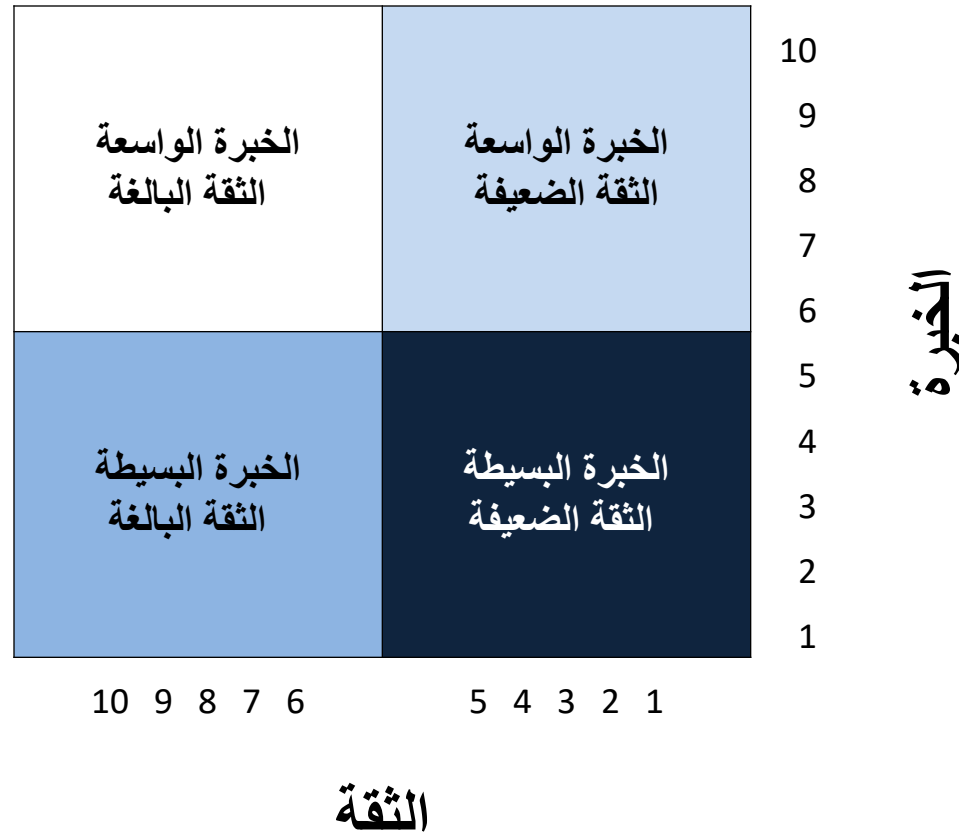 الخبرة الواسعة
الثقة الضعيفة
الخبرة الواسعة
الثقة البالغة
الخبرة البسيطة
الثقة الضعيفة
الخبرة البسيطة
الثقة البالغة
10
9
8
7
6
5
4
3
2
1
الخبرة
10 9 8 7 6 5 4 3 2 1
الثقة